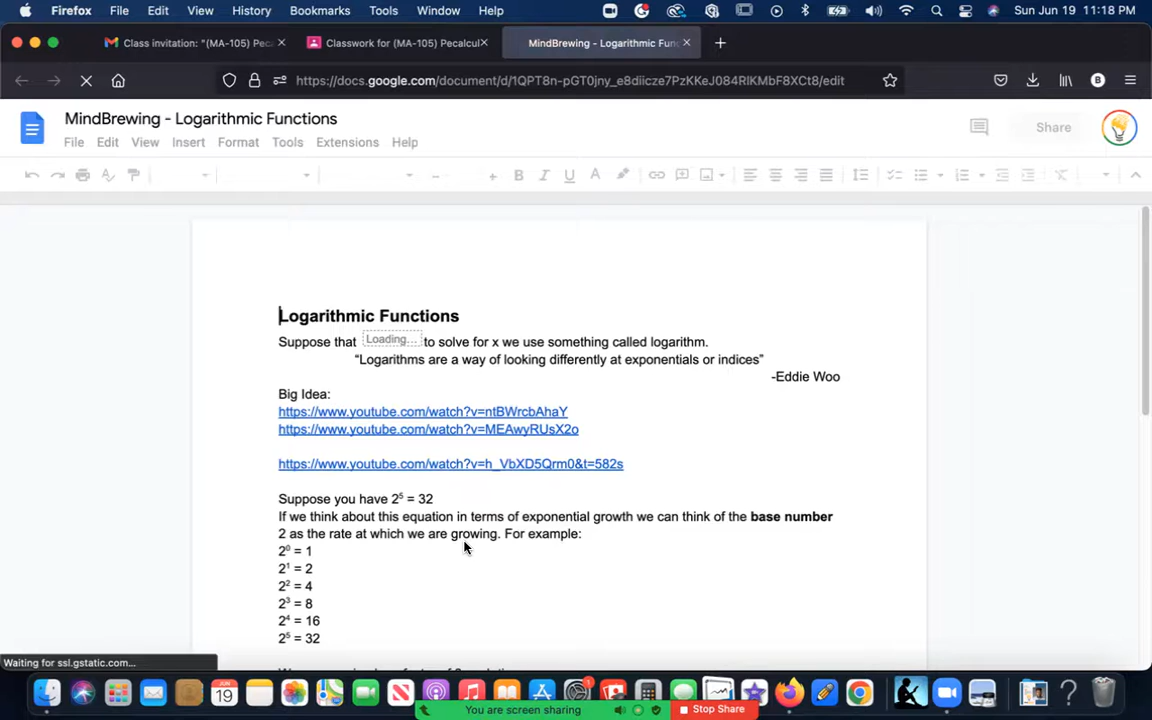 Firefox File Edit View History Bookmarks Tools Window Help Sun Jun 19 11:18 PM
Class invitation: "(MA-105) Peca
Classwork for (MA-105) Pecalcul
MindBrewing - Logarithmic Func
https://docs.google.com/document/d/1QPT8n-pGT0jny_e8diicze7PzKKeJ084RlKMbF8XCt8/edit
B
MindBrewing - Logarithmic Functions
Share
File Edit View Insert Format Tools Extensions Help
Logarithmic Functions
Suppose that Loading... to solve for x we use something called logarithm.
“Logarithms are a way of looking differently at exponentials or indices”
-Eddie Woo
Big Idea:
https://www.youtube.com/watch?v=ntBWrcbAhaY
https://www.youtube.com/watch?v=MEAwyRUsX2o
https://www.youtube.com/watch?v=h_VbXD5Qrm0&t=582s
Suppose you have 2⁵ = 32
If we think about this equation in terms of exponential growth we can think of the base number
2 as the rate at which we are growing. For example:
2⁰ = 1
2¹ = 2
2² = 4
2³ = 8
2⁴ = 16
2⁵ = 32
Waiting for ssl.gstatic.com...
JUN
19
You are screen sharing
Stop Share